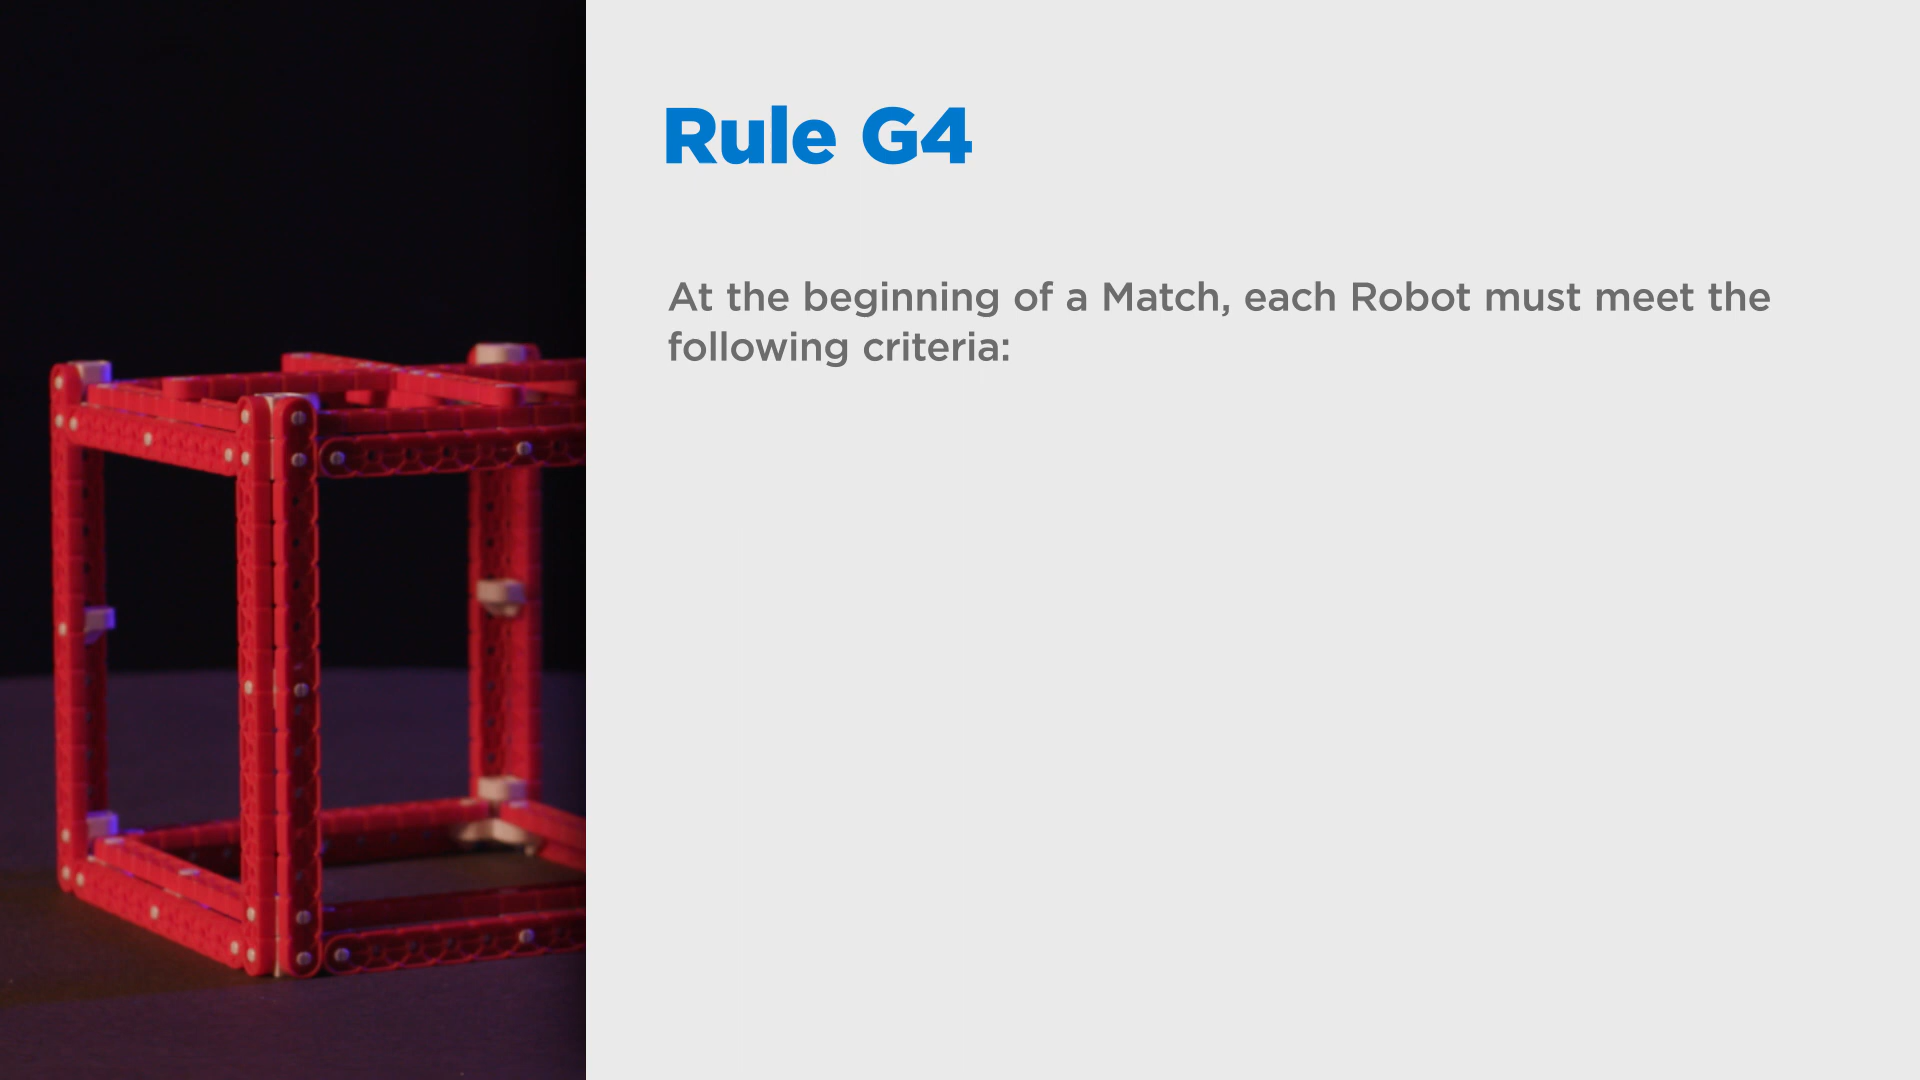 Rule G4
At the beginning of a Match, each Robot must meet the
following criteria: